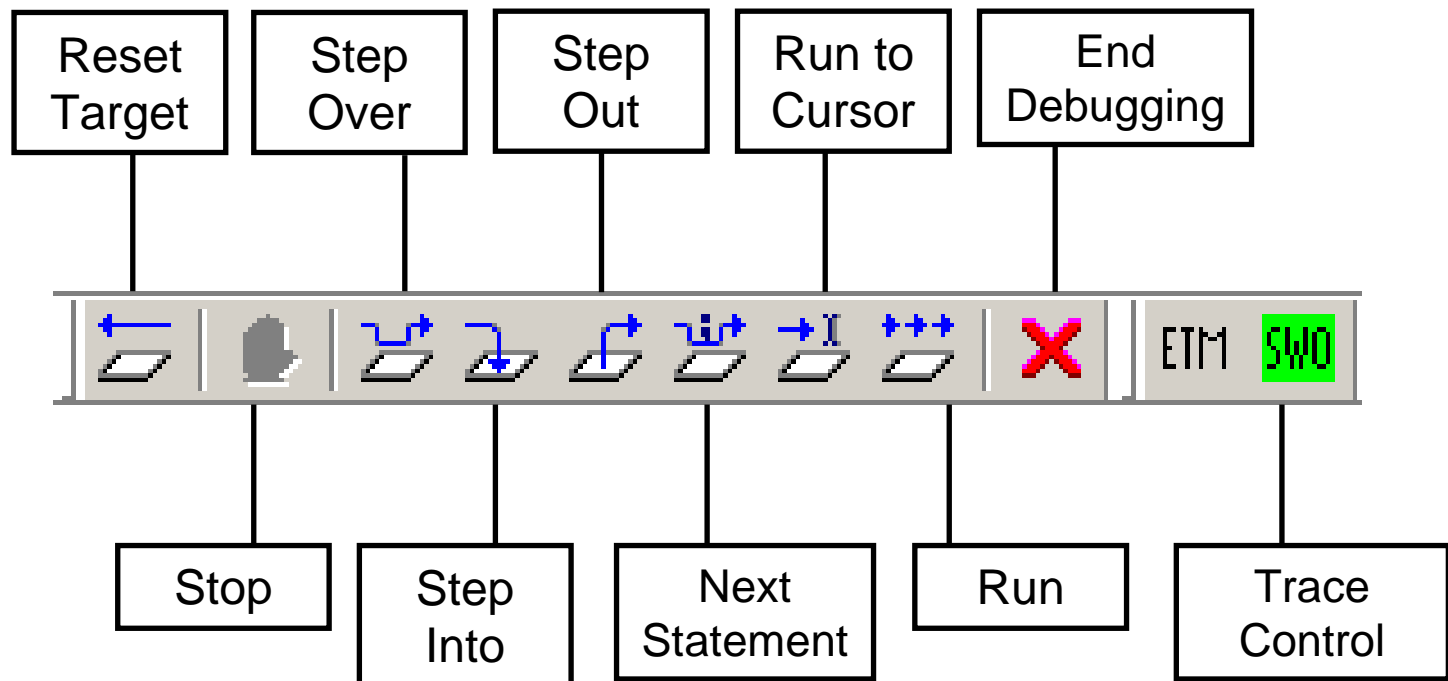 Reset
Target
Step
Over
Step
Out
Run to
Cursor
End
Debugging
ETM
SWO
Stop
Step
Into
Next
Statement
Run
Trace
Control